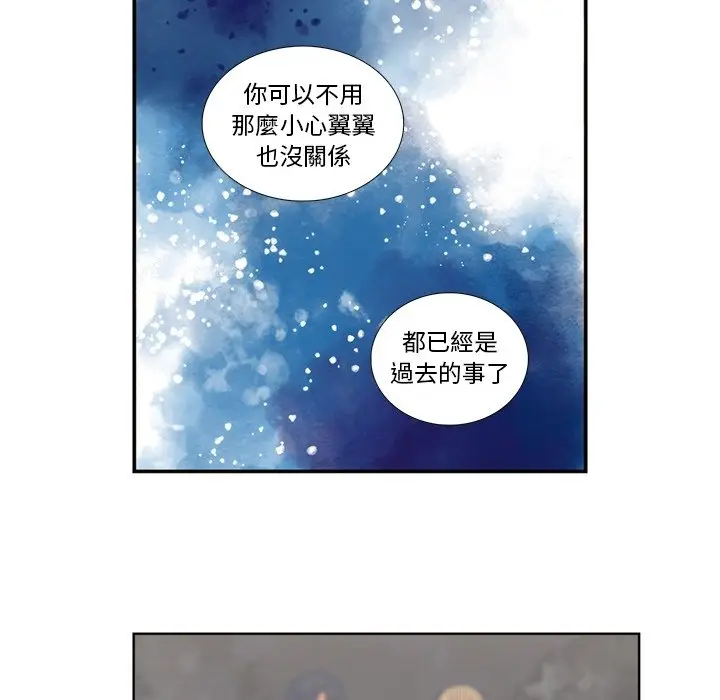 你可以不用
那麼小心翼翼
也沒關係
都已經是
過去的事了